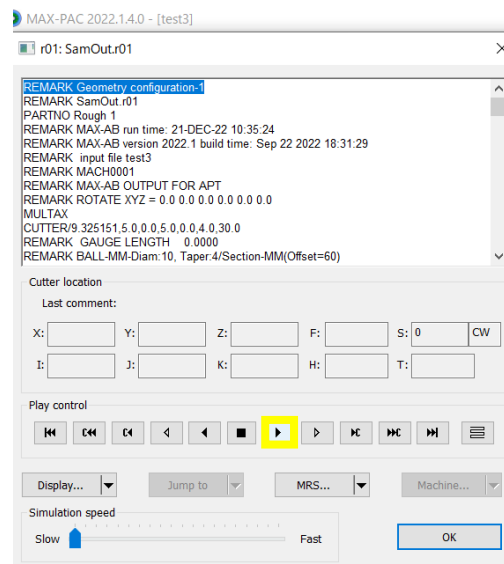 MAX-PAC 2022.1.4.0 - [test3]
r01: SamOut.r01
REMARK Geometry configuration-1
REMARK SamOut.r01
PARTNO Rough 1
REMARK MAX-AB run time: 21-DEC-22 10:35:24
REMARK MAX-AB version 2022.1 build time: Sep 22 2022 18:31:29
REMARK  input file test3
REMARK MACH0001
REMARK MAX-AB OUTPUT FOR APT
REMARK ROTATE XYZ = 0.0 0.0 0.0 0.0 0.0 0.0
MULTAX
CUTTER/9.325151,5.0,0.0,5.0,0.0,4.0,30.0
REMARK  GAUGE LENGTH    0.0000
REMARK BALL-MM-Diam:10, Taper:4/Section-MM(Offset=60)
Cutter location
Last comment:
X: Y: Z: F: S: 0 CW
I: J: K: H: T:
Play control
Display... Jump to MRS... Machine...
Simulation speed
Slow Fast OK